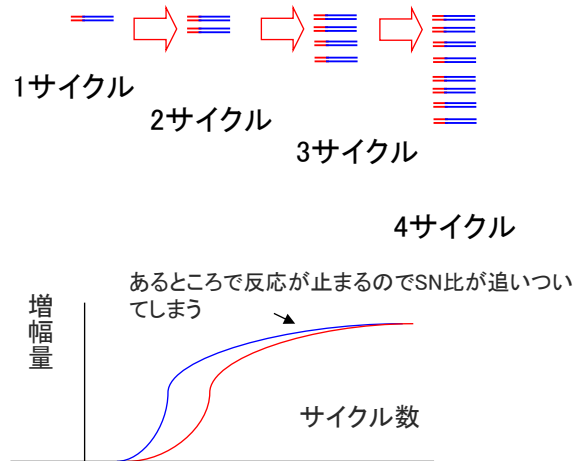 1サイクル
2サイクル
3サイクル
4サイクル
あるところで反応が止まるのでSN比が追いつい
てしまう
増幅量
サイクル数